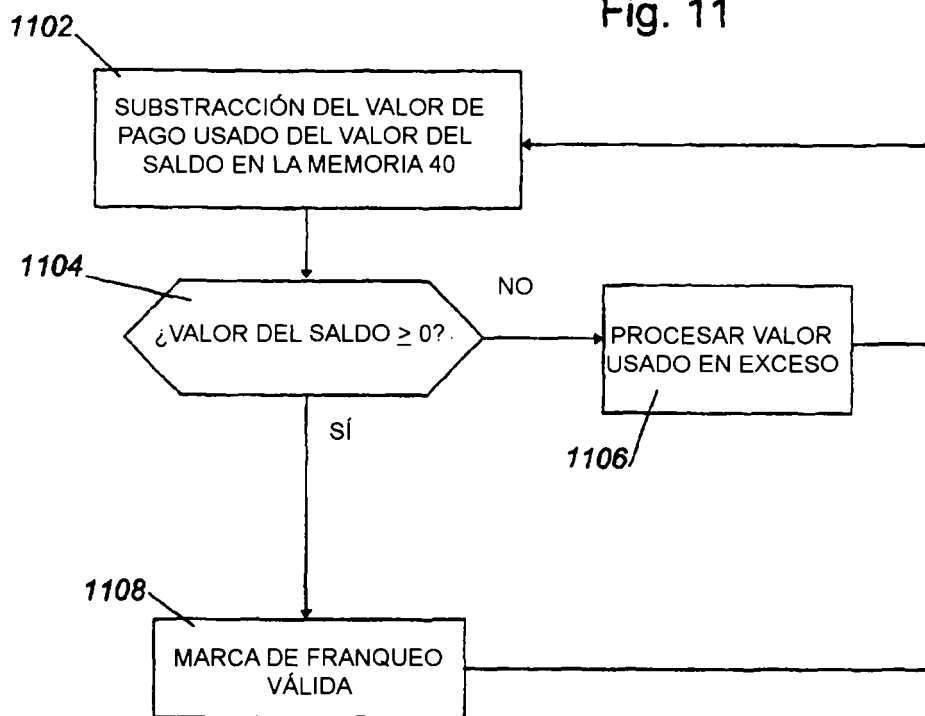 Fig. 11
1102
SUBSTRACCIÓN DEL VALOR DE
PAGO USADO DEL VALOR DEL
SALDO EN LA MEMORIA 40
1104
¿VALOR DEL SALDO ≥ 0?
NO
PROCESAR VALOR
USADO EN EXCESO
SÍ
1106
1108
MARCA DE FRANQUEO
VÁLIDA